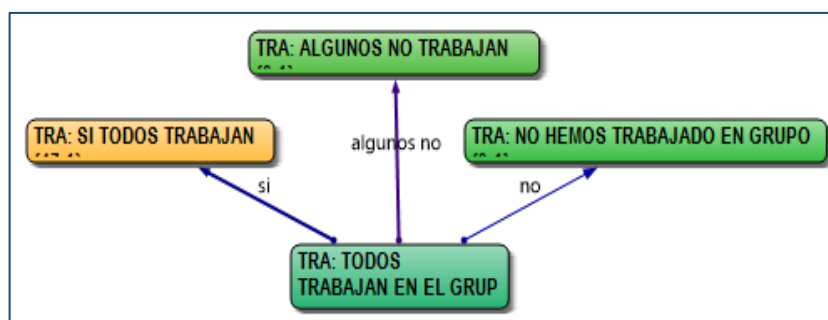 TRA: ALGUNOS NO TRABAJAN
TRA: SI TODOS TRABAJAN
algunos no
TRA: NO HEMOS TRABAJADO EN GRUPO
si
no
TRA: TODOS
TRABAJAN EN EL GRUP